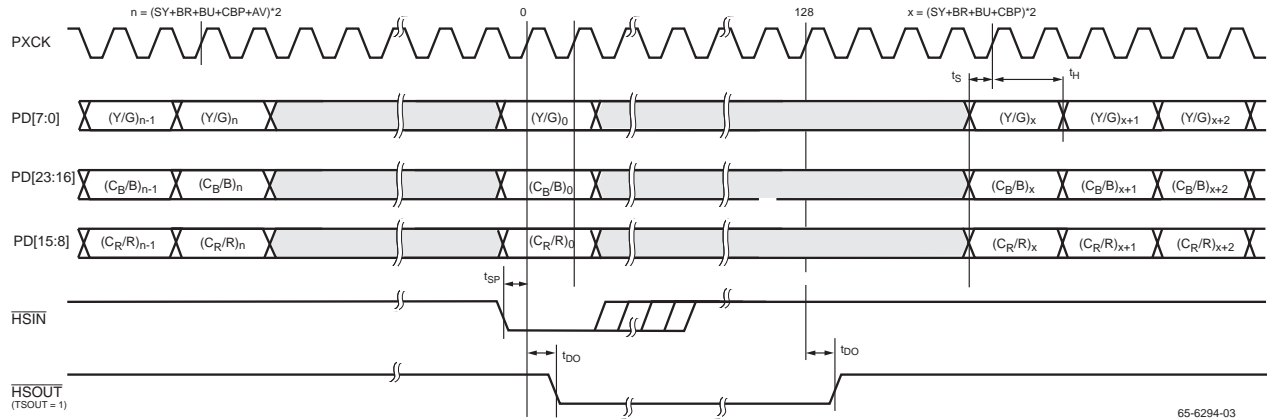 n = (SY+BR+BU+CBP+AV)*2 0 128 x = (SY+BR+BU+CBP)*2
PXCK
tS tH
PD[7:0] (Y/G)n-1 (Y/G)n (Y/G)0 (Y/G)x (Y/G)x+1 (Y/G)x+2
PD[23:16] (CB/B)n-1 (CB/B)n (CB/B)0 (CB/B)x (CB/B)x+1 (CB/B)x+2
PD[15:8] (CR/R)n-1 (CR/R)n (CR/R)0 (CR/R)x (CR/R)x+1 (CR/R)x+2
tSP
HSIN
tDO tDO
HSOUT
(TSOUT = 1)
65-6294-03